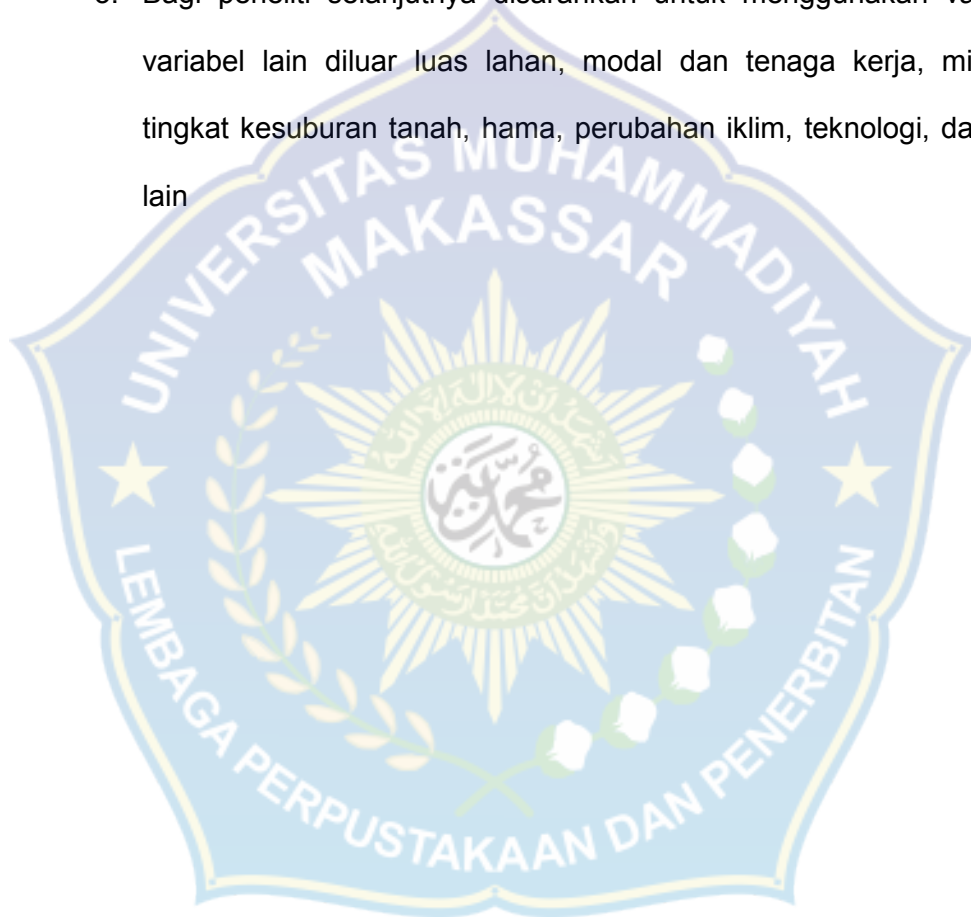 Bagi peneliti selanjutnya disarankan untuk menggunakan
variabel lain diluar luas lahan, modal dan tenaga kerja,
tingkat kesuburan tanah, hama, perubahan iklim, teknologi,
lain
UNIVERSITAS MUHAMMADIYAH
MAKASSAR
LEMBAGA PERPUSTAKAAN DAN PENERBITAN